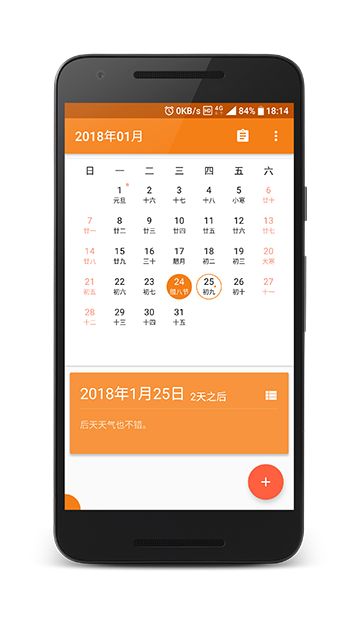 0KB/s HD 4G 84% 18:14
2018年01月
日 一 二 三 四 五 六
1 2 3 4 5 6
元旦 十六 十七 十八 小寒 二十
7 8 9 10 11 12 13
廿一 廿二 廿三 廿四 廿五 廿六 廿七
14 15 16 17 18 19 20
廿八 廿九 三十 腊月 初二 初三 大寒
21 22 23 24 25 26 27
初五 初六 初七 腊八节 初九 初十 十一
28 29 30 31
十二 十三 十四 十五
2018年1月25日 2天之后
后天天气也不错。